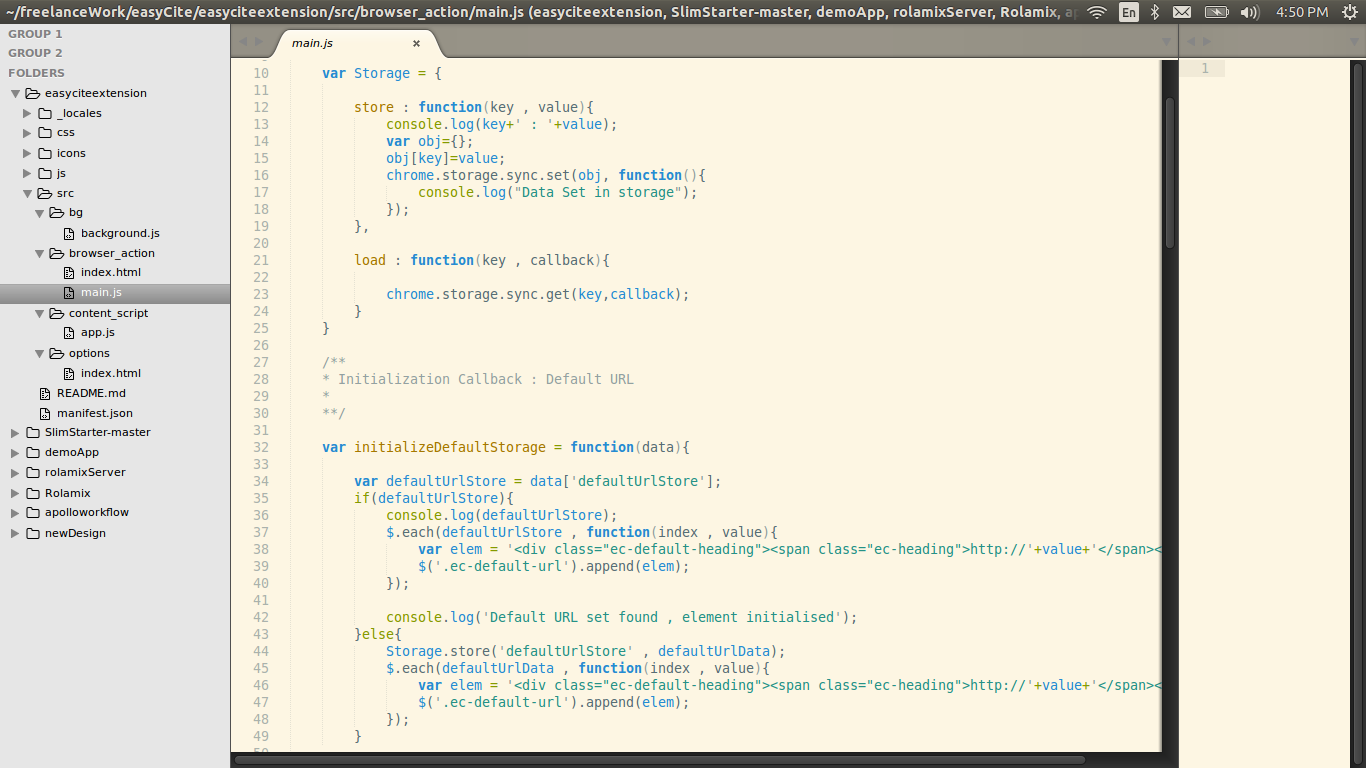 ~/freelanceWork/easyCite/easyciteextension/src/browser_action/main.js (easyciteextension, SlimStarter-master, demoApp, rolamixServer, Rolamix, ap
En
4:50 PM
GROUP 1
GROUP 2
FOLDERS
easyciteextension
_locales
css
icons
js
src
bg
background.js
browser_action
index.html
main.js
content_script
app.js
options
index.html
README.md
manifest.json
SlimStarter-master
demoApp
rolamixServer
Rolamix
apolloworkflow
newDesign
main.js
10 var Storage = {
11
12 store : function(key , value){
13 console.log(key+' : '+value);
14 var obj={};
15 obj[key]=value;
16 chrome.storage.sync.set(obj, function(){
17 console.log("Data Set in storage");
18 });
19 },
20
21 load : function(key , callback){
22
23 chrome.storage.sync.get(key,callback);
24 }
25 }
26
27 /**
28 * Initialization Callback : Default URL
29 *
30 **/
31
32 var initializeDefaultStorage = function(data){
33
34 var defaultUrlStore = data['defaultUrlStore'];
35 if(defaultUrlStore){
36 console.log(defaultUrlStore);
37 $.each(defaultUrlStore , function(index , value){
38 var elem = '<div class="ec-default-heading"><span class="ec-heading">http://'+value+'</span><
39 $('.ec-default-url').append(elem);
40 });
41
42 console.log('Default URL set found , element initialised');
43 }else{
44 Storage.store('defaultUrlStore' , defaultUrlData);
45 $.each(defaultUrlData , function(index , value){
46 var elem = '<div class="ec-default-heading"><span class="ec-heading">http://'+value+'</span><
47 $('.ec-default-url').append(elem);
48 });
49 }
1